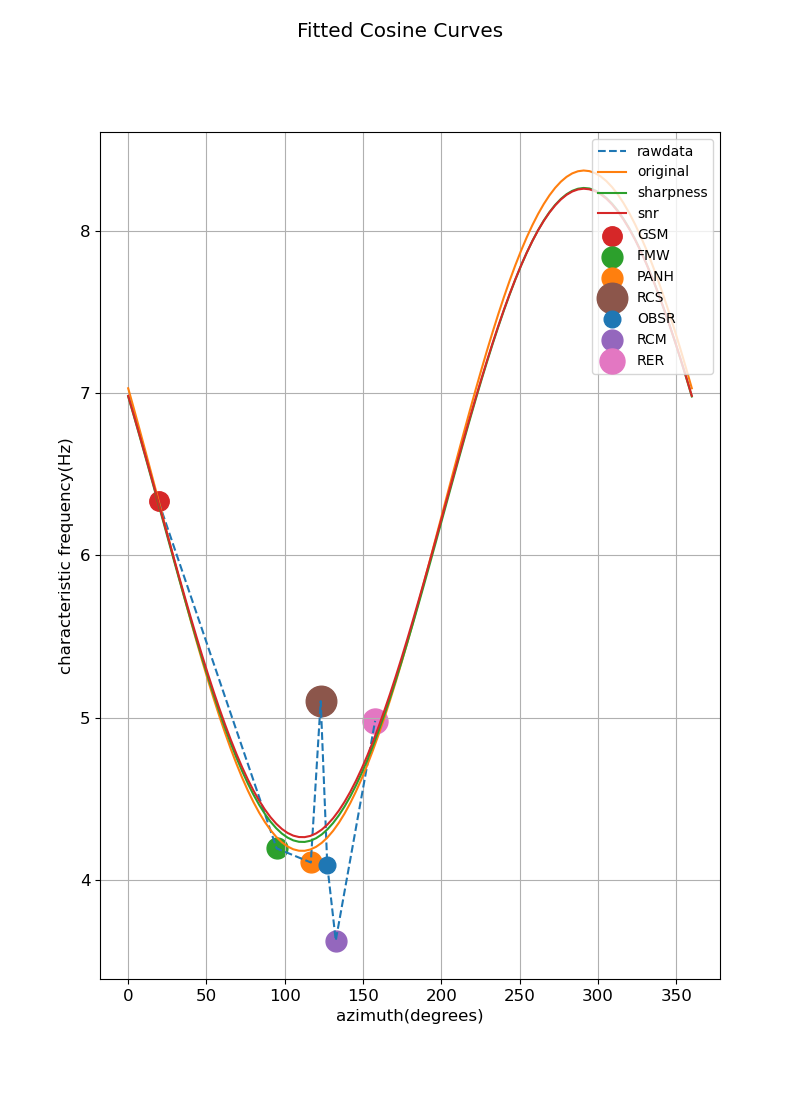 Fitted Cosine Curves
rawdata
original
sharpness
snr
GSM
FMW
PANH
RCS
OBSR
RCM
RER
8
7
6
5
4
characteristic frequency(Hz)
0 50 100 150 200 250 300 350
azimuth(degrees)